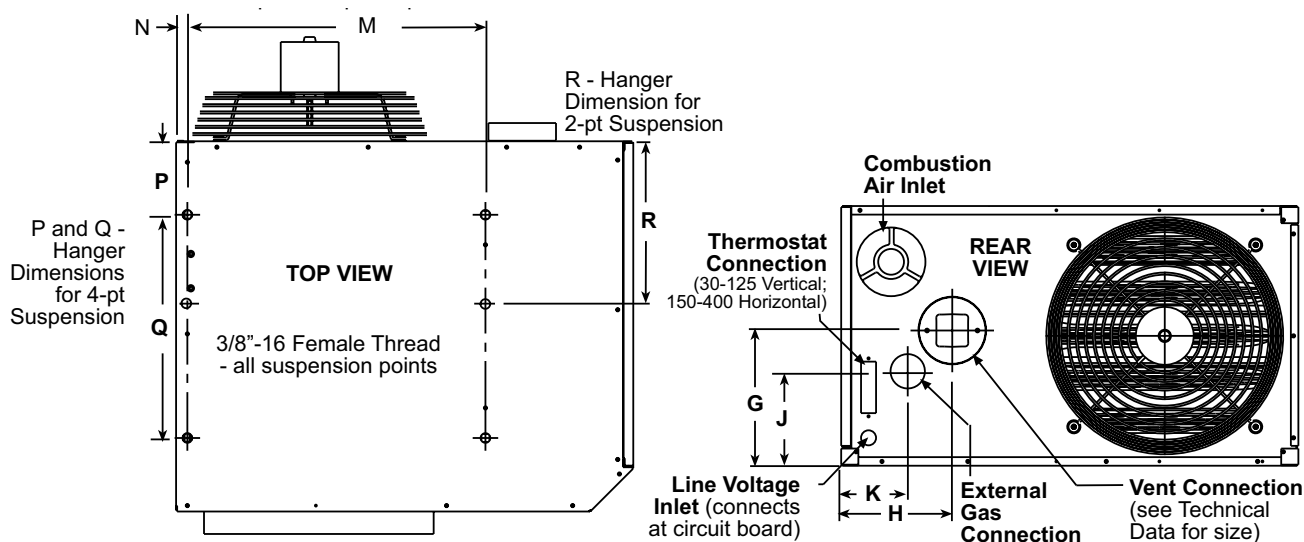 N
M
R - Hanger
Dimension for
2-pt Suspension
P
R
P and Q -
Hanger
Dimensions
for 4-pt
Suspension
Q
TOP VIEW
3/8"-16 Female Thread
- all suspension points
Combustion
Air Inlet
Thermostat
Connection
(30-125 Vertical;
150-400 Horizontal)
REAR
VIEW
G
J
K
H
Line Voltage
Inlet (connects
at circuit board)
External
Gas
Connection
Vent Connection
(see Technical
Data for size)